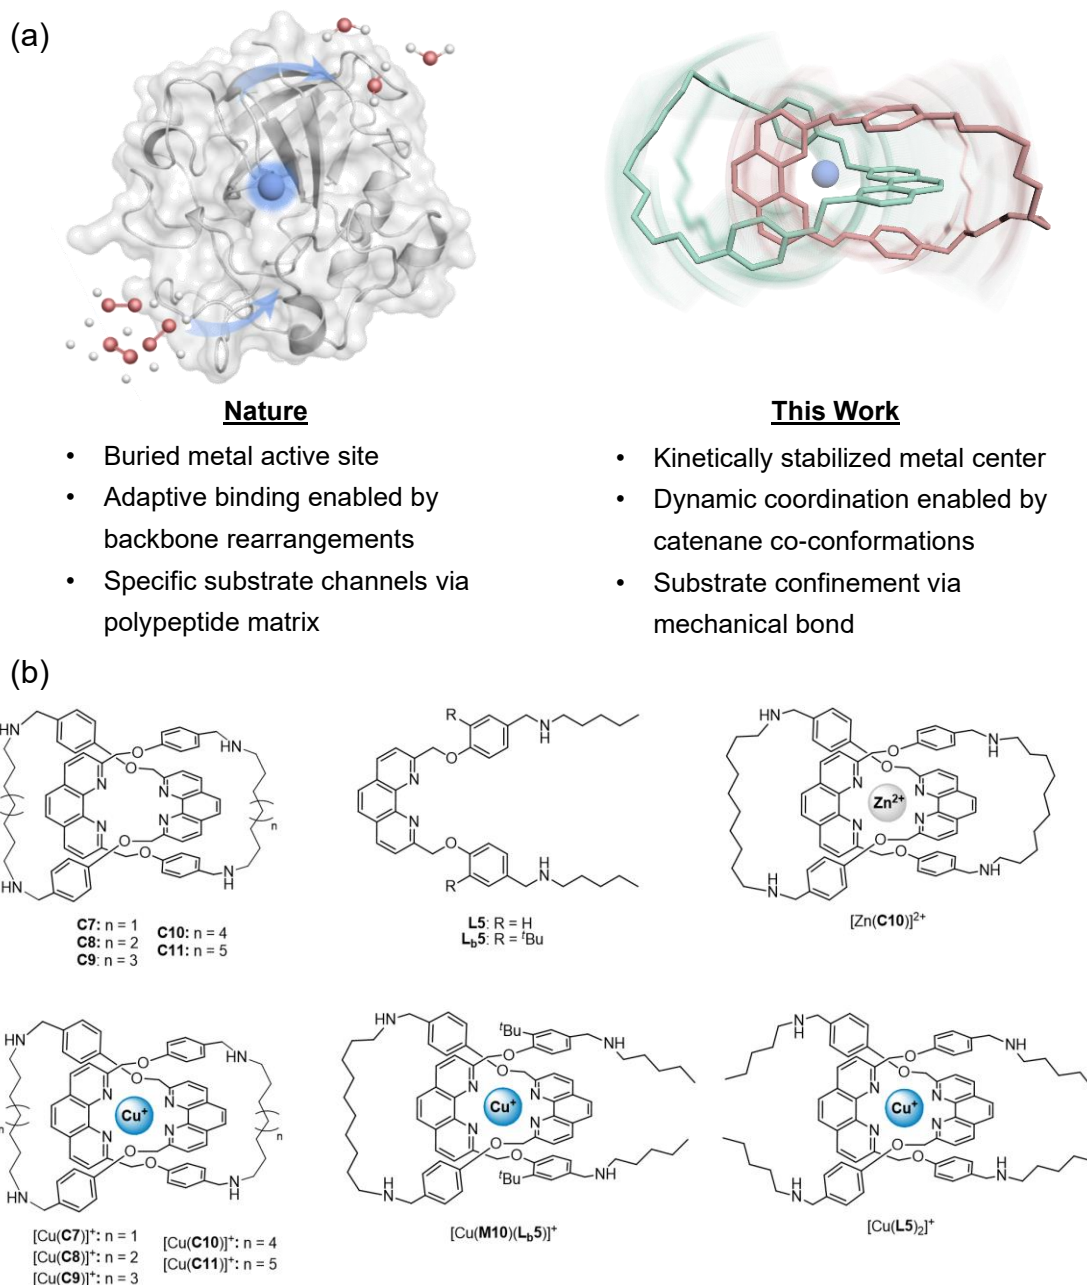 (a)
Nature
• Buried metal active site
• Adaptive binding enabled by
backbone rearrangements
• Specific substrate channels via
polypeptide matrix
This Work
• Kinetically stabilized metal center
• Dynamic coordination enabled by
catenane co-conformations
• Substrate confinement via
mechanical bond
(b)
HN
O
HN
O
N
N
N
N
O
O
HN
N
H
n
C7: n = 1
C8: n = 2
C9: n = 3
C10: n = 4
C11: n = 5
R
N
H
O
N
N
O
R
H
N
L5: R = H
Lb5: R = tBu
HN
O
N
H
O
N
N
Zn2+
N
N
O
O
N
H
HN
[Zn(C10)]2+
HN
O
HN
O
N
N
Cu+
N
N
n
n
O
O
HN
N
H
[Cu(C7)]+: n = 1
[Cu(C8)]+: n = 2
[Cu(C9)]+: n = 3
[Cu(C10)]+: n = 4
[Cu(C11)]+: n = 5
HN
tBu
O
NH
O
N
N
Cu+
N
N
O
O
tBu
HN
N
H
[Cu(M10)(Lb5)]+
H
N
O
NH
O
N
N
Cu+
N
N
O
O
N
H
HN
[Cu(L5)2]+